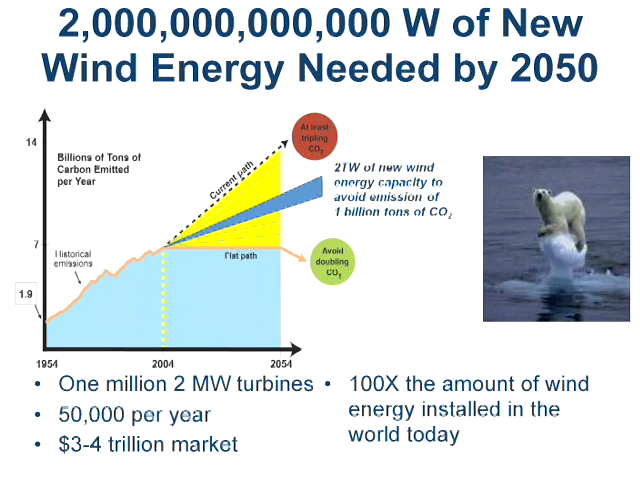 2,000,000,000,000 W of New
Wind Energy Needed by 2050
14
Billions of Tons of
Carbon Emitted
per Year
At least
tripling
CO₂
Current path
2TW of new wind
energy capacity to
avoid emission of
1 billion tons of CO₂
7
Historical
emissions
Flat path
Avoid
doubling
CO₂
1.9
1954
2004
2054
• One million 2 MW turbines
• 50,000 per year
• $3-4 trillion market
• 100X the amount of wind
energy installed in the
world today